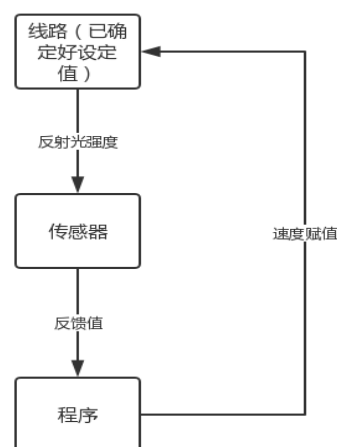 线路（已确
定好设定
值）
反射光强度
传感器
速度赋值
反馈值
程序